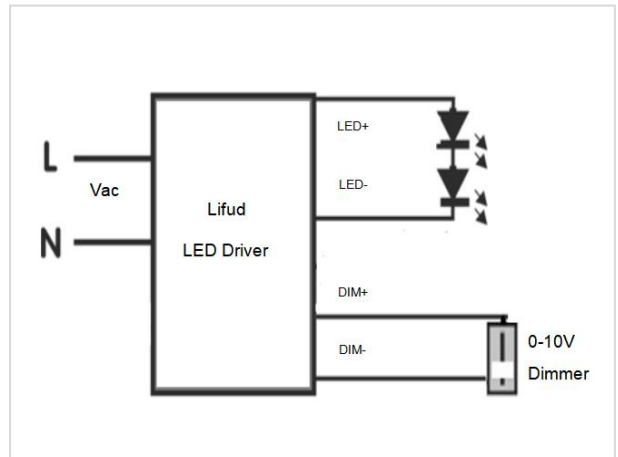 L
Vac
N
Lifud
LED Driver
LED+
LED-
DIM+
DIM-
0-10V
Dimmer